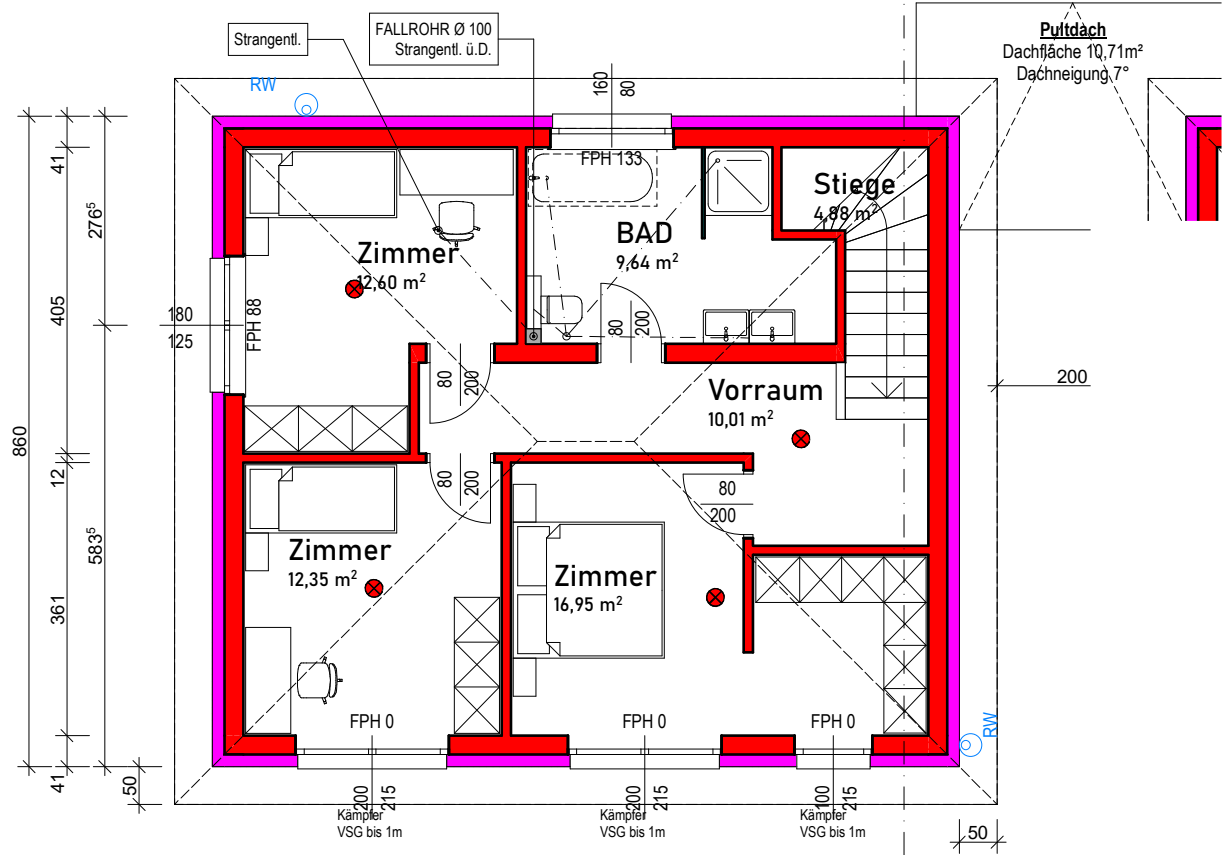 Strangentl.
FALLROHR Ø 100
Strangentl. ü.D.
Pultdach
Dachfläche 10,71m²
Dachneigung 7°
RW
160
80
FPH 133
Stiege
4,88 m²
BAD
9,64 m²
Zimmer
12,60 m²
180
125
FPH 88
80
200
80
200
Vorraum
10,01 m²
200
80
200
80
200
Zimmer
12,35 m²
Zimmer
16,95 m²
FPH 0
FPH 0
FPH 0
RW
200
215
200
215
100
215
Kämpfer
VSG bis 1m
Kämpfer
VSG bis 1m
Kämpfer
VSG bis 1m
860
41
405
12
361
41
276⁵
583⁵
50
50